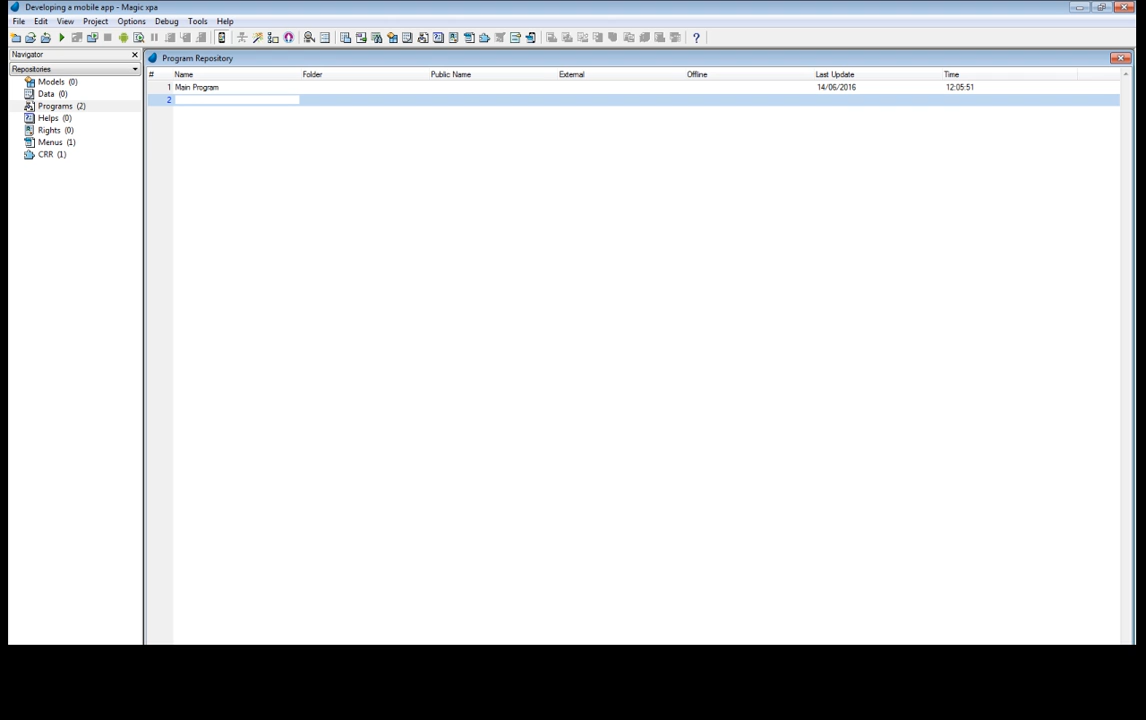 Developing a mobile app - Magic xpa
File Edit View Project Options Debug Tools Help
Navigator
Repositories
Models (0)
Data (0)
Programs (2)
Helps (0)
Rights (0)
Menus (1)
CRR (1)
Program Repository
# Name Folder Public Name External Offline Last Update Time
1 Main Program 14/06/2016 12:05:51
2